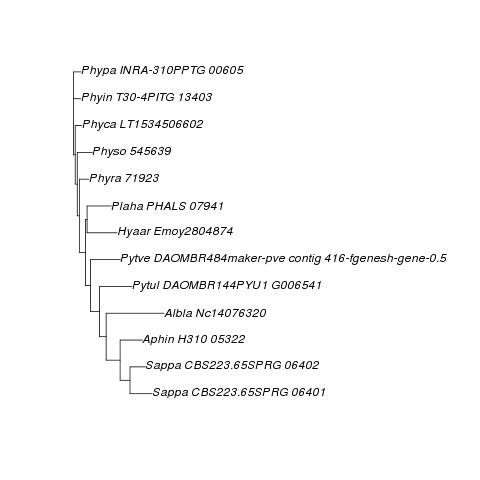 Phypa INRA-310PPTG 00605
Phyin T30-4PITG 13403
Phyca LT1534506602
Physo 545639
Phyra 71923
Plaha PHALS 07941
Hyaar Emoy2804874
Pytve DAOMBR484maker-pve contig 416-fgenesh-gene-0.5
Pytul DAOMBR144PYU1 G006541
Albla Nc14076320
Aphin H310 05322
Sappa CBS223.65SPRG 06402
Sappa CBS223.65SPRG 06401